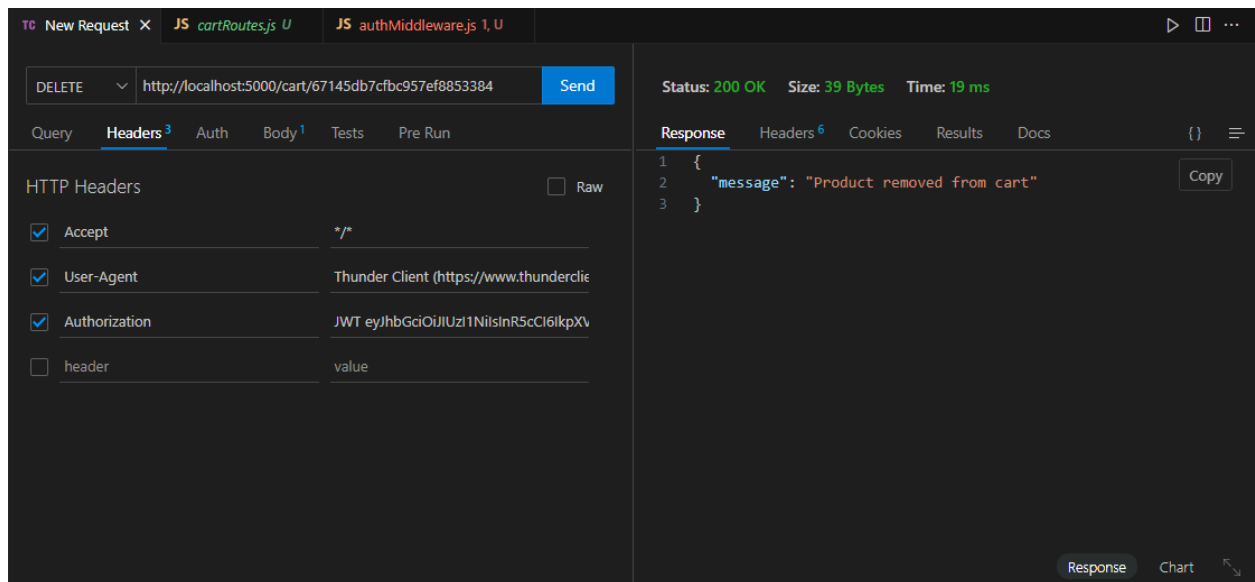 TC New Request × JS cartRoutes.js U JS authMiddleware.js 1, U
DELETE http://localhost:5000/cart/67145db7cfbc957ef8853384 Send
Query Headers 3 Auth Body 1 Tests Pre Run
HTTP Headers Raw
Accept */*
User-Agent Thunder Client (https://www.thunderclie
Authorization JWT eyJhbGciOiJIUzI1NiIsInR5cCI6IkpXV
header value
Status: 200 OK Size: 39 Bytes Time: 19 ms
Response Headers 6 Cookies Results Docs {}
1 {
2 "message": "Product removed from cart"
3 }
Copy
Response Chart